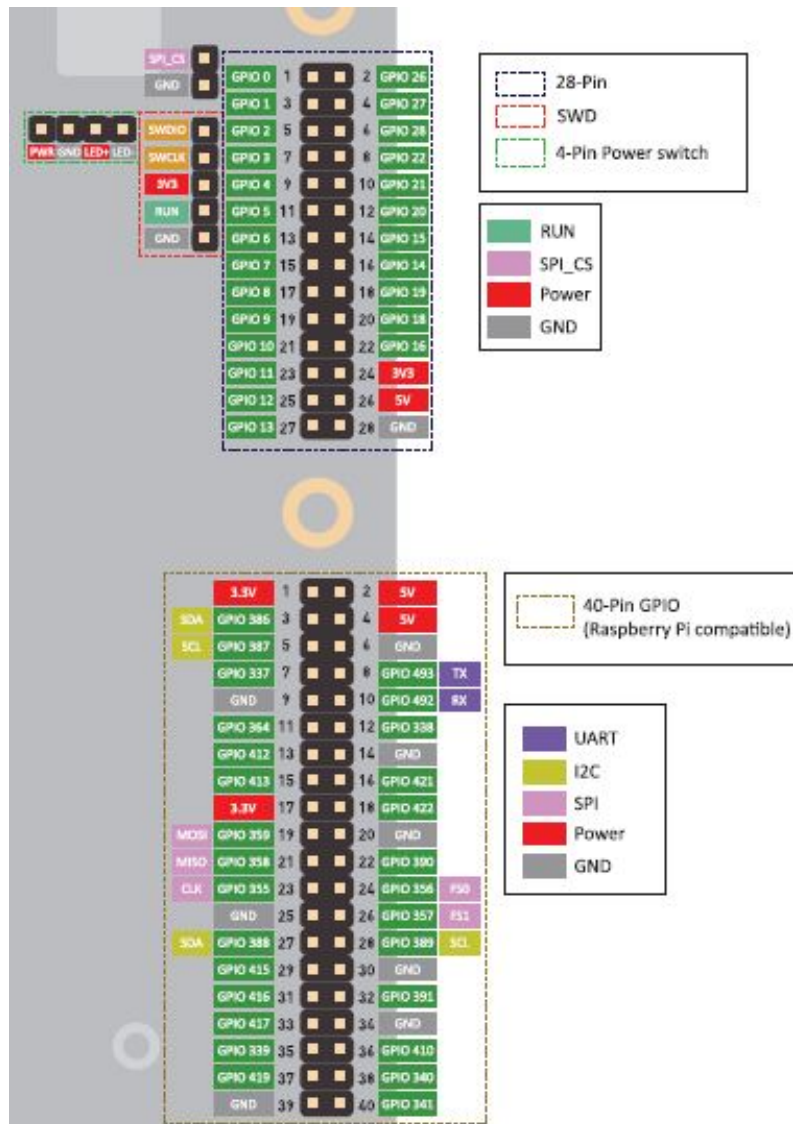 SPI_CS
GND
GPIO 0 1 2 GPIO 26
GPIO 1 3 4 GPIO 27
SWDIO GPIO 2 5 6 GPIO 28
PWR GND LED+ LED-
SWCLK GPIO 3 7 8 GPIO 22
3V3 GPIO 4 9 10 GPIO 21
RUN GPIO 5 11 12 GPIO 20
GND GPIO 6 13 14 GPIO 15
GPIO 7 15 16 GPIO 14
GPIO 8 17 18 GPIO 19
GPIO 9 19 20 GPIO 18
GPIO 10 21 22 GPIO 16
GPIO 11 23 24 3V3
GPIO 12 25 26 5V
GPIO 13 27 28 GND
28-Pin
SWD
4-Pin Power switch
RUN
SPI_CS
Power
GND
3.3V 1 2 5V
SDA GPIO 386 3 4 5V
SCL GPIO 387 5 6 GND
GPIO 337 7 8 GPIO 493 TX
GND 9 10 GPIO 492 RX
GPIO 364 11 12 GPIO 338
GPIO 412 13 14 GND
GPIO 413 15 16 GPIO 421
3.3V 17 18 GPIO 422
MOSI GPIO 359 19 20 GND
MISO GPIO 358 21 22 GPIO 390
CLK GPIO 355 23 24 GPIO 356 FS0
GND 25 26 GPIO 357 FS1
SDA GPIO 388 27 28 GPIO 389 SCL
GPIO 415 29 30 GND
GPIO 416 31 32 GPIO 391
GPIO 417 33 34 GND
GPIO 339 35 36 GPIO 410
GPIO 419 37 38 GPIO 340
GND 39 40 GPIO 341
40-Pin GPIO
(Raspberry Pi compatible)
UART
I2C
SPI
Power
GND